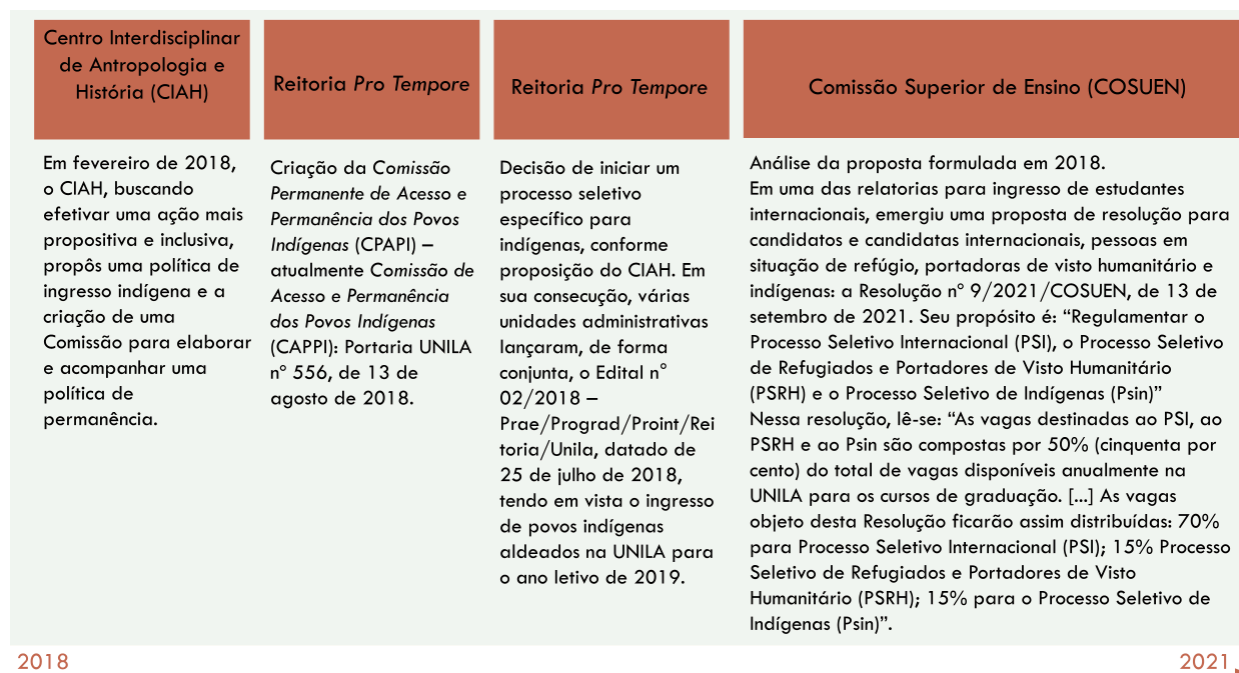 Centro Interdisciplinar
de Antropologia e
História (CIAH)
Em fevereiro de 2018,
o CIAH, buscando
efetivar uma ação mais
propositiva e inclusiva,
propôs uma política de
ingresso indígena e a
criação de uma
Comissão para elaborar
e acompanhar uma
política de
permanência.
Reitoria Pro Tempore
Criação da Comissão
Permanente de Acesso e
Permanência dos Povos
Indígenas (CPAPI) –
atualmente Comissão de
Acesso e Permanência
dos Povos Indígenas
(CAPPI): Portaria UNILA
nº 556, de 13 de
agosto de 2018.
Reitoria Pro Tempore
Decisão de iniciar um
processo seletivo
específico para
indígenas, conforme
proposição do CIAH. Em
sua consecução, várias
unidades administrativas
lançaram, de forma
conjunta, o Edital n°
02/2018 –
Prae/Prograd/Proint/Rei
toria/Unila, datado de
25 de julho de 2018,
tendo em vista o ingresso
de povos indígenas
aldeados na UNILA para
o ano letivo de 2019.
Comissão Superior de Ensino (COSUEN)
Análise da proposta formulada em 2018.
Em uma das relatorias para ingresso de estudantes
internacionais, emergiu uma proposta de resolução para
candidatos e candidatas internacionais, pessoas em
situação de refúgio, portadoras de visto humanitário e
indígenas: a Resolução nº 9/2021/COSUEN, de 13 de
setembro de 2021. Seu propósito é: “Regulamentar o
Processo Seletivo Internacional (PSI), o Processo Seletivo
de Refugiados e Portadores de Visto Humanitário
(PSRH) e o Processo Seletivo de Indígenas (Psin)”
Nessa resolução, lê-se: “As vagas destinadas ao PSI, ao
PSRH e ao Psin são compostas por 50% (cinquenta por
cento) do total de vagas disponíveis anualmente na
UNILA para os cursos de graduação. [...] As vagas
objeto desta Resolução ficarão assim distribuídas: 70%
para Processo Seletivo Internacional (PSI); 15% Processo
Seletivo de Refugiados e Portadores de Visto
Humanitário (PSRH); 15% para o Processo Seletivo de
Indígenas (Psin)”.
2018
2021